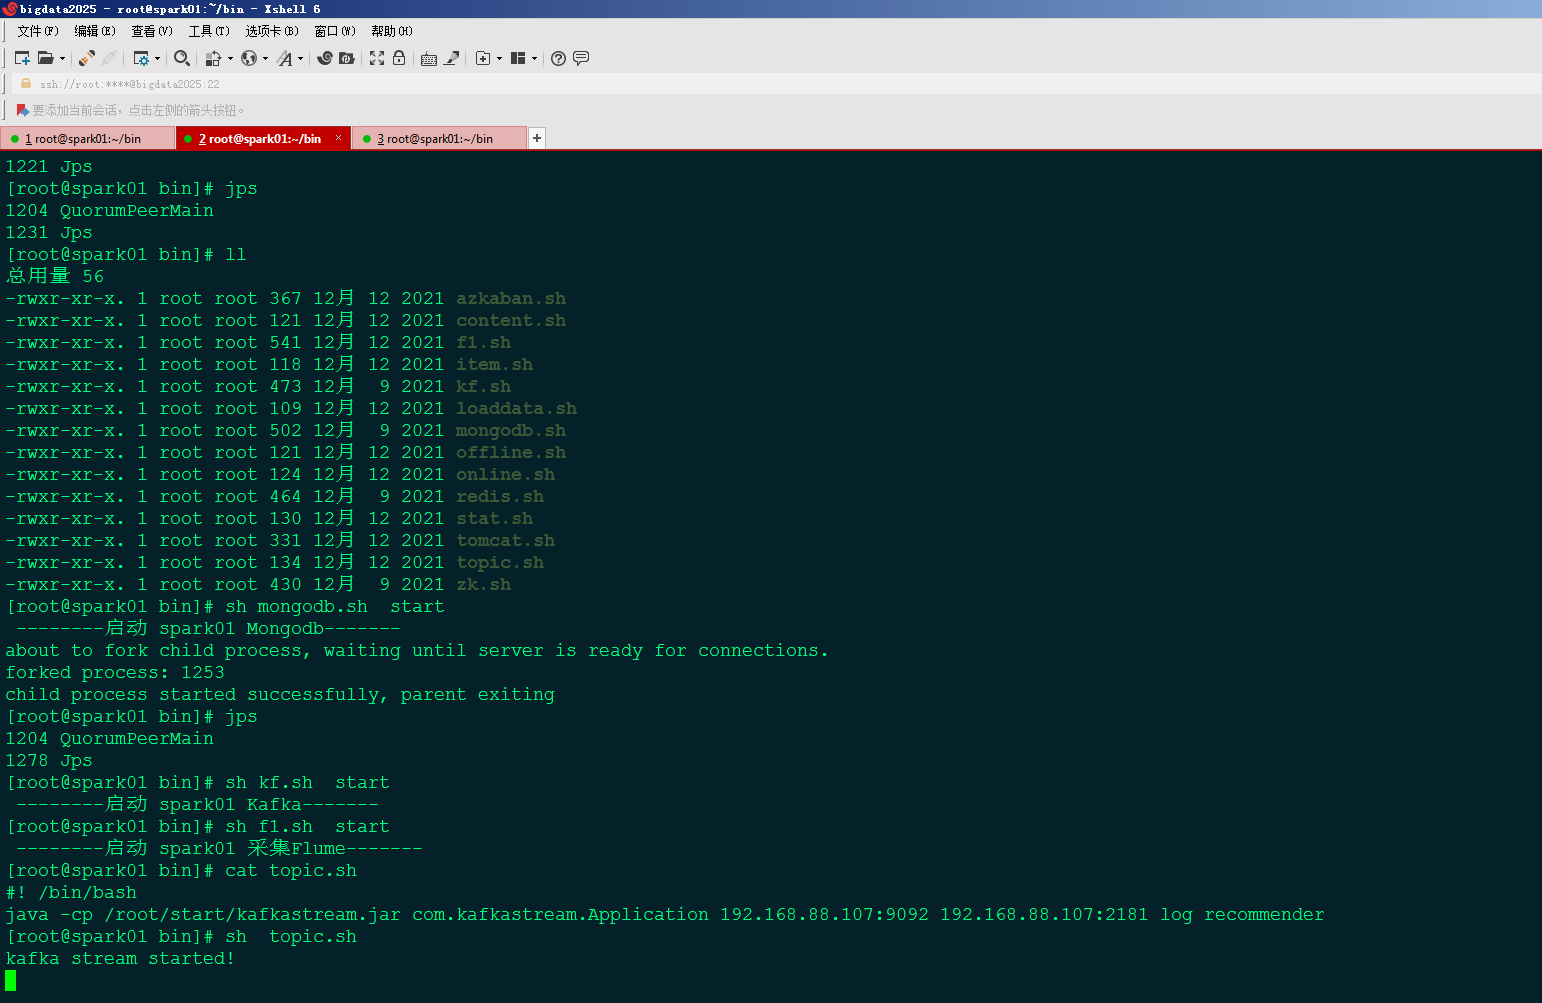 bigdata2025 - root@spark01:~/bin - Xshell 6
文件(F) 编辑(E) 查看(V) 工具(T) 选项卡(B) 窗口(W) 帮助(H)
ssh://root:****@bigdata2025:22
要添加当前会话，点击左侧的箭头按钮。
1 root@spark01:~/bin × 2 root@spark01:~/bin × 3 root@spark01:~/bin +
1221 Jps
[root@spark01 bin]# jps
1204 QuorumPeerMain
1231 Jps
[root@spark01 bin]# ll
总用量 56
-rwxr-xr-x. 1 root root 367 12月 12 2021 azkaban.sh
-rwxr-xr-x. 1 root root 121 12月 12 2021 content.sh
-rwxr-xr-x. 1 root root 541 12月 12 2021 f1.sh
-rwxr-xr-x. 1 root root 118 12月 12 2021 item.sh
-rwxr-xr-x. 1 root root 473 12月  9 2021 kf.sh
-rwxr-xr-x. 1 root root 109 12月 12 2021 loaddata.sh
-rwxr-xr-x. 1 root root 502 12月  9 2021 mongodb.sh
-rwxr-xr-x. 1 root root 121 12月 12 2021 offline.sh
-rwxr-xr-x. 1 root root 124 12月 12 2021 online.sh
-rwxr-xr-x. 1 root root 464 12月  9 2021 redis.sh
-rwxr-xr-x. 1 root root 130 12月 12 2021 stat.sh
-rwxr-xr-x. 1 root root 331 12月 12 2021 tomcat.sh
-rwxr-xr-x. 1 root root 134 12月 12 2021 topic.sh
-rwxr-xr-x. 1 root root 430 12月  9 2021 zk.sh
[root@spark01 bin]# sh mongodb.sh  start
 --------启动 spark01 Mongodb-------
about to fork child process, waiting until server is ready for connections.
forked process: 1253
child process started successfully, parent exiting
[root@spark01 bin]# jps
1204 QuorumPeerMain
1278 Jps
[root@spark01 bin]# sh kf.sh  start
 --------启动 spark01 Kafka-------
[root@spark01 bin]# sh f1.sh  start
 --------启动 spark01 采集Flume-------
[root@spark01 bin]# cat topic.sh
#! /bin/bash
java -cp /root/start/kafkastream.jar com.kafkastream.Application 192.168.88.107:9092 192.168.88.107:2181 log recommender
[root@spark01 bin]# sh  topic.sh
kafka stream started!